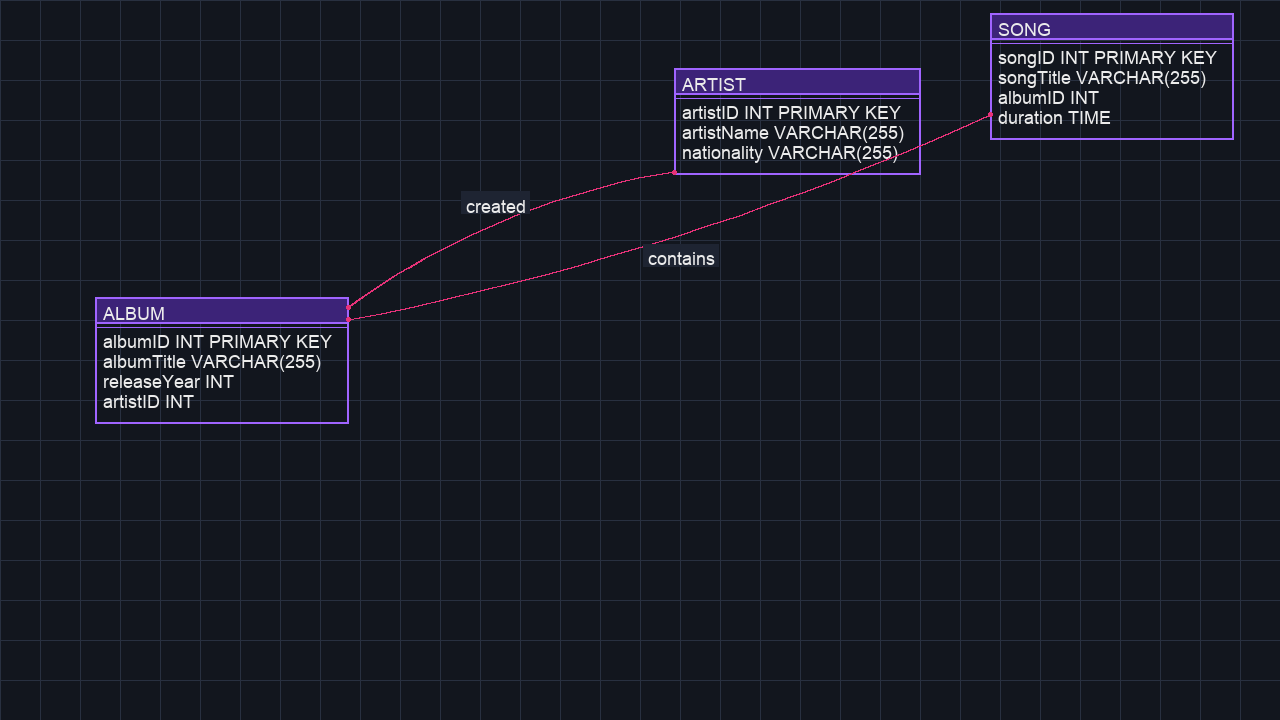 SONG
songID INT PRIMARY KEY
songTitle VARCHAR(255)
albumID INT
duration TIME
ARTIST
artistID INT PRIMARY KEY
artistName VARCHAR(255)
nationality VARCHAR(255)
created
contains
ALBUM
albumID INT PRIMARY KEY
albumTitle VARCHAR(255)
releaseYear INT
artistID INT